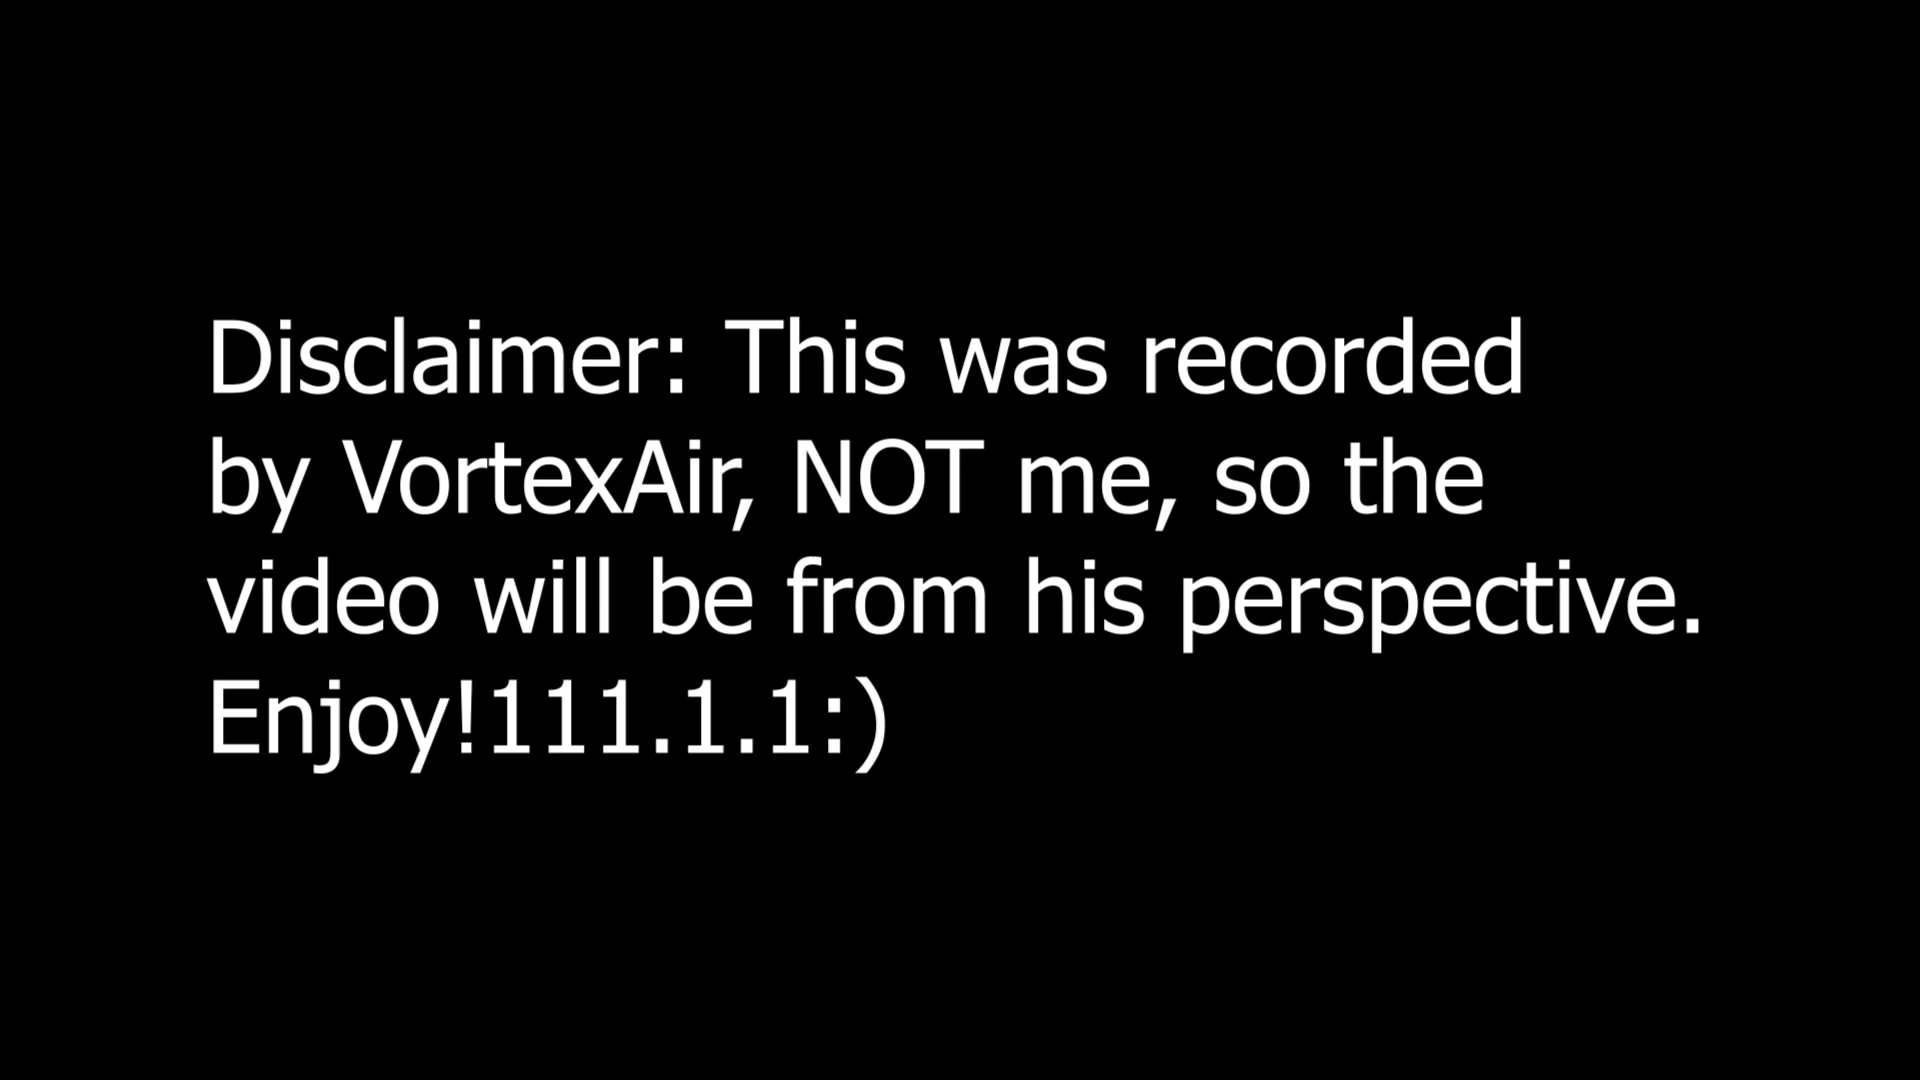 Disclaimer: This was recorded
by VortexAir, NOT me, so the
video will be from his perspective.
Enjoy!111.1.1:)